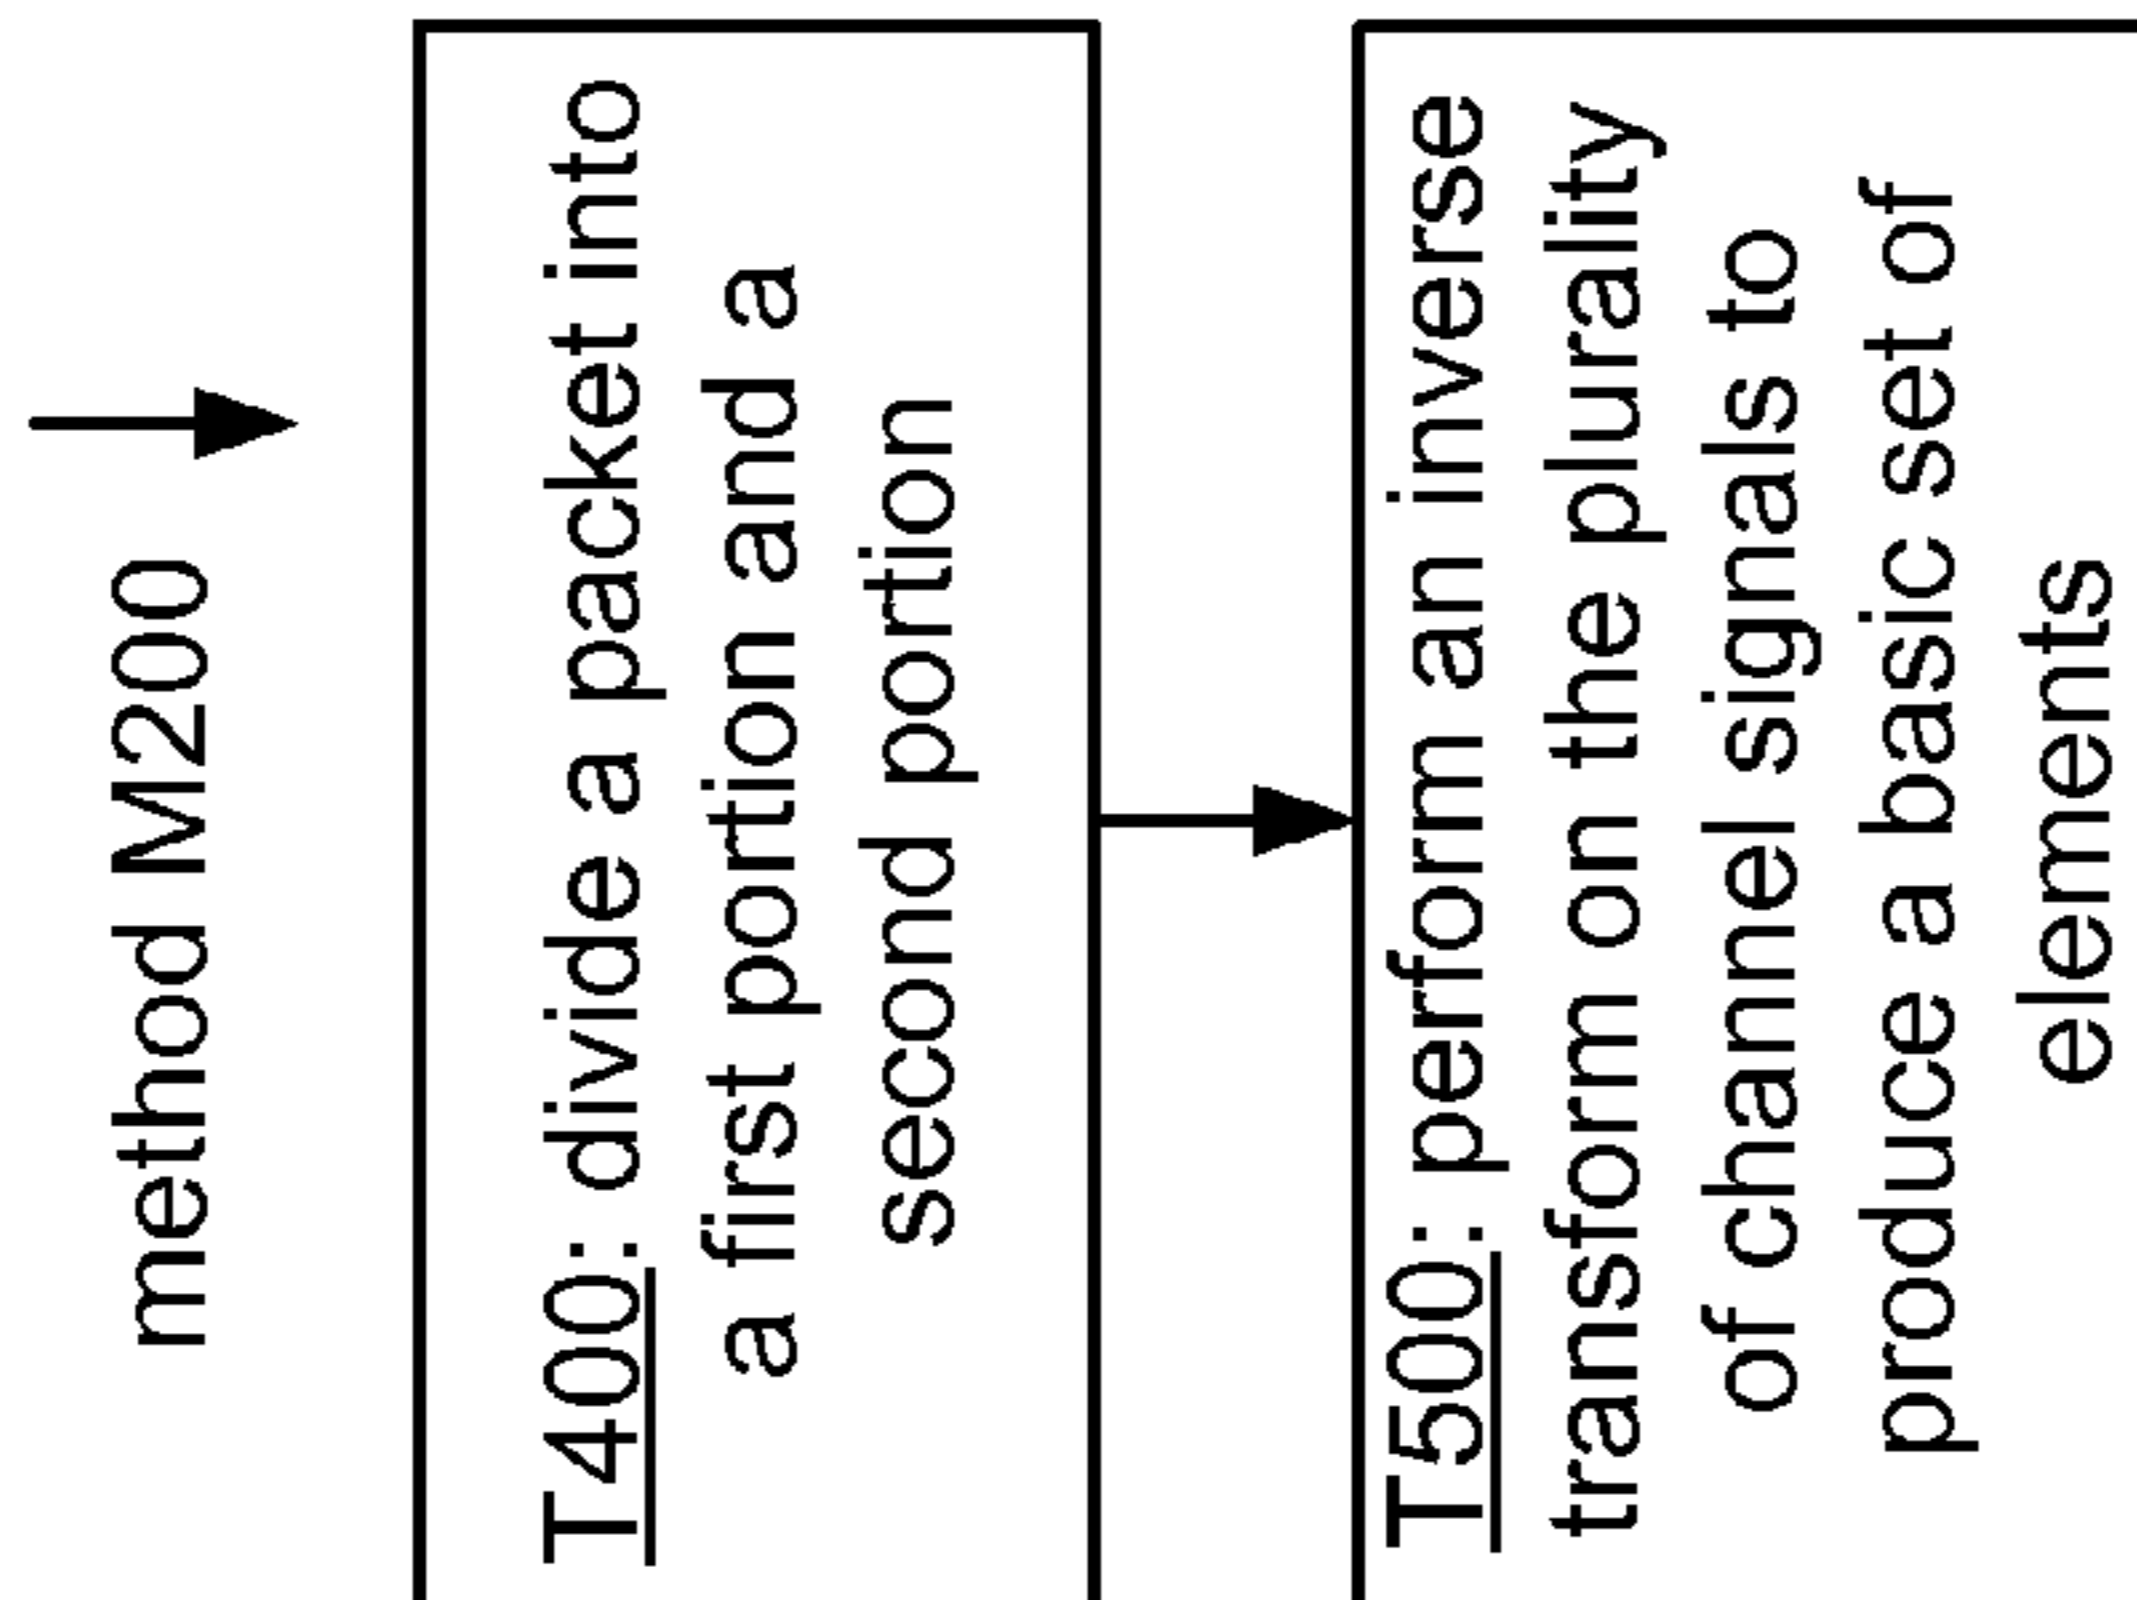 method M200
T400: divide a packet into
a first portion and a
second portion
T500: perform an inverse
transform on the plurality
of channel signals to
produce a basic set of
elements